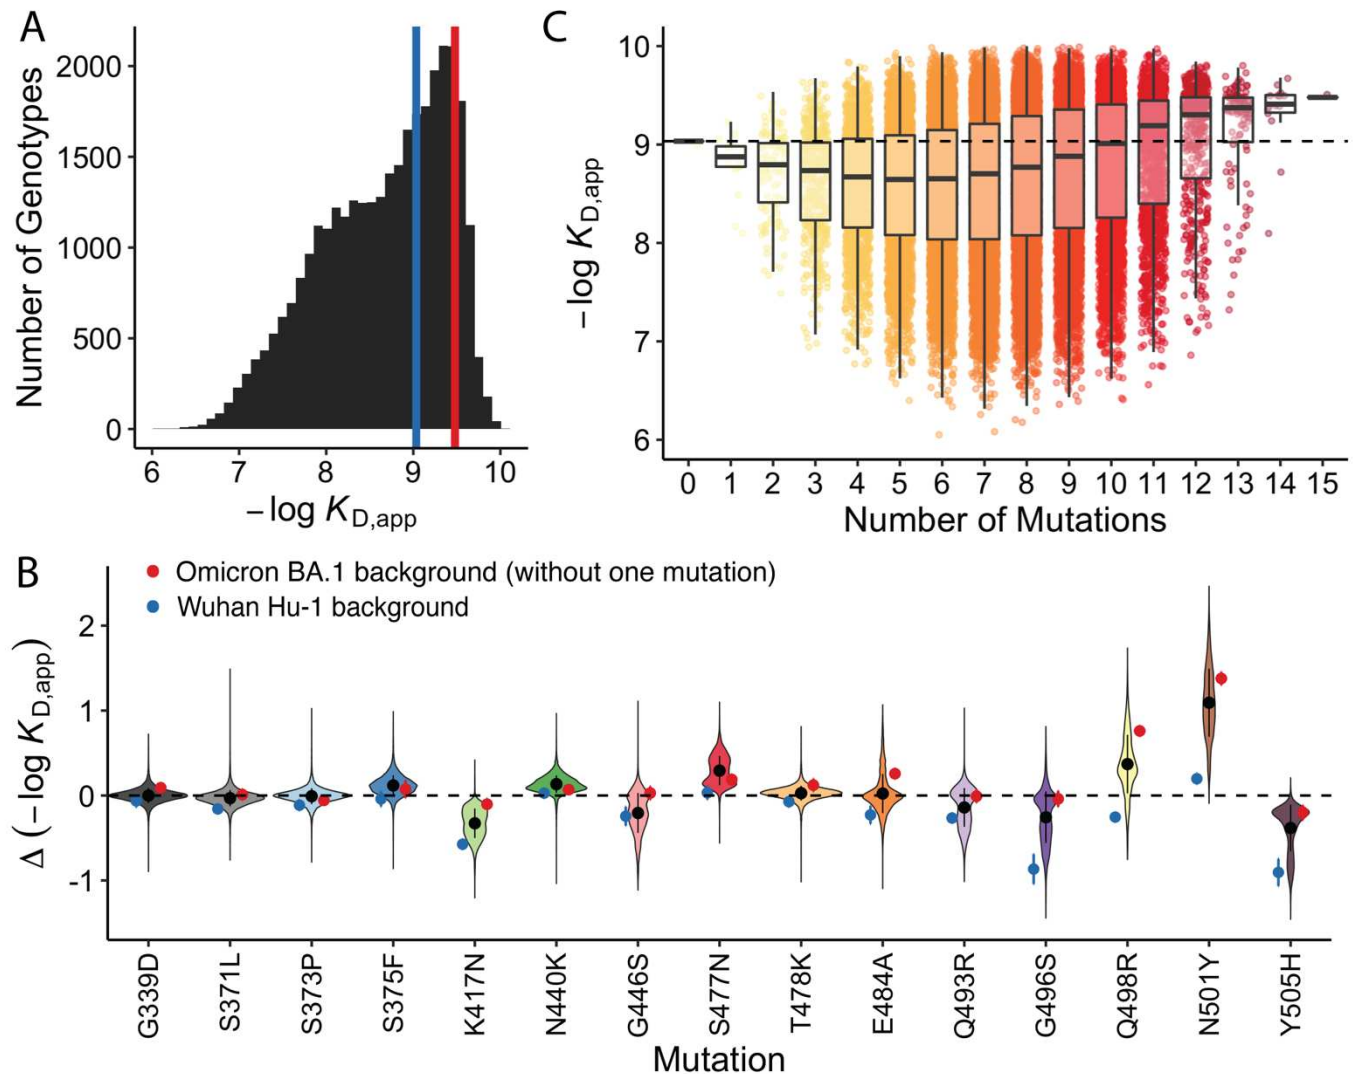 A
Number of Genotypes
2000
1500
1000
500
0
6 7 8 9 10
−log K_D,app
C
−log K_D,app
10
9
8
7
6
0 1 2 3 4 5 6 7 8 9 10 11 12 13 14 15
Number of Mutations
B
Omicron BA.1 background (without one mutation)
Wuhan Hu-1 background
Δ (−log K_D,app)
2
1
0
-1
G339D
S371L
S373P
S375F
K417N
N440K
G446S
S477N
T478K
E484A
Q493R
G496S
Q498R
N501Y
Y505H
Mutation